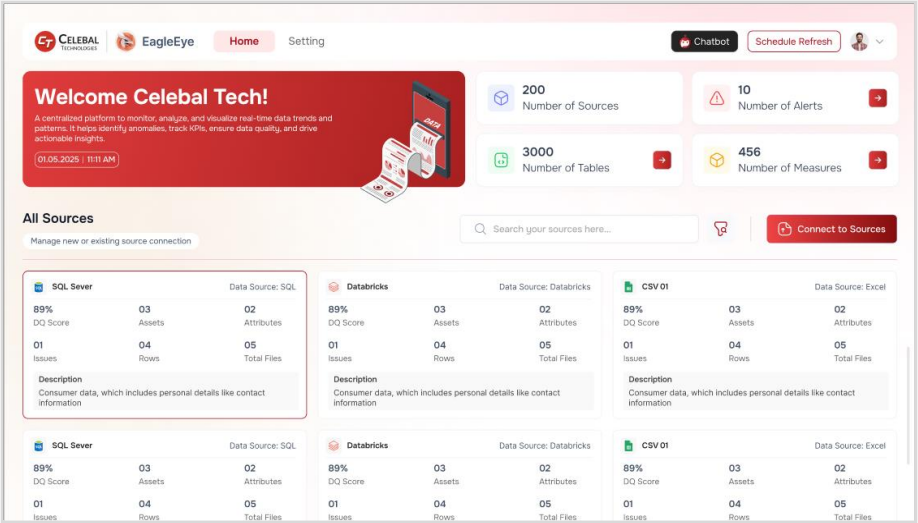 CT CELEBAL TECHNOLOGIES EagleEye Home Setting Chatbot Schedule Refresh
Welcome Celebal Tech!
A centralized platform to monitor, analyze, and visualize real-time data trends and
patterns. It helps identify anomalies, track KPIs, ensure data quality, and drive
actionable insights.
01.05.2025 | 11:11 AM
DATA
200
Number of Sources
10
Number of Alerts
3000
Number of Tables
456
Number of Measures
All Sources
Manage new or existing source connection
Search your sources here...
Connect to Sources
SQL Sever Data Source: SQL
89% 03 02
DQ Score Assets Attributes
01 04 05
Issues Rows Total Files
Description
Consumer data, which includes personal details like contact
information
Databricks Data Source: Databricks
89% 03 02
DQ Score Assets Attributes
01 04 05
Issues Rows Total Files
Description
Consumer data, which includes personal details like contact
information
CSV 01 Data Source: Excel
89% 03 02
DQ Score Assets Attributes
01 04 05
Issues Rows Total Files
Description
Consumer data, which includes personal details like contact
information
SQL Sever Data Source: SQL
89% 03 02
DQ Score Assets Attributes
01 04 05
Issues Rows Total Files
Databricks Data Source: Databricks
89% 03 02
DQ Score Assets Attributes
01 04 05
Issues Rows Total Files
CSV 01 Data Source: Excel
89% 03 02
DQ Score Assets Attributes
01 04 05
Issues Rows Total Files